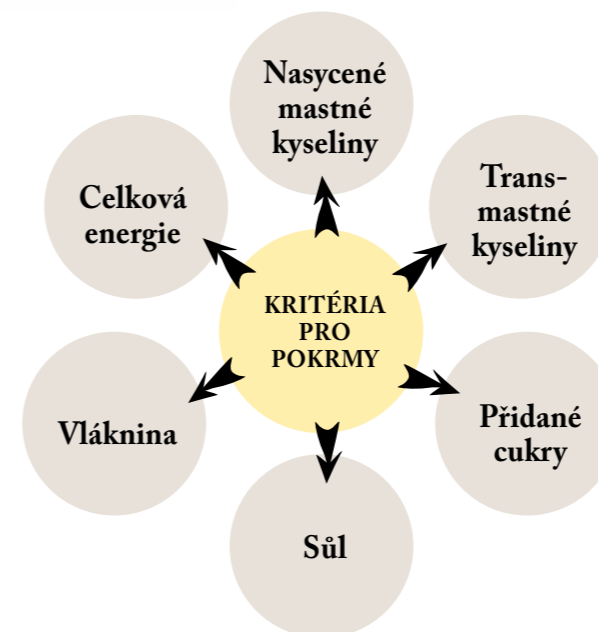 Nasycené
mastné
kyseliny
Trans-
mastné
kyseliny
Celková
energie
KRITÉRIA
PRO
POKRMY
Přidané
cukry
Vláknina
Sůl